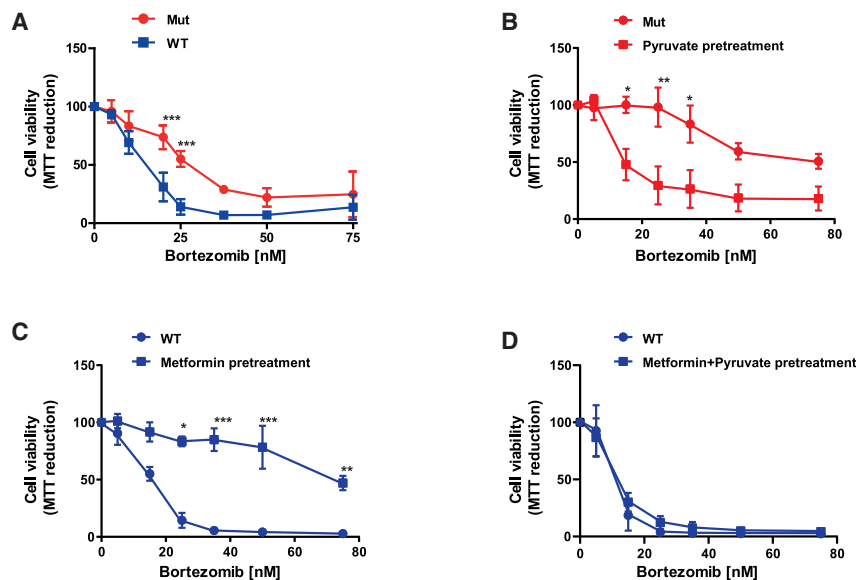 A
Mut
WT
150
100
50
0
Cell viability
(MTT reduction)
***
***
0
25
50
75
Bortezomib [nM]
B
Mut
Pyruvate pretreatment
150
100
50
0
Cell viability
(MTT reduction)
*
**
*
0
20
40
60
80
Bortezomib [nM]
C
WT
Metformin pretreatment
150
100
50
0
Cell viability
(MTT reduction)
*
***
***
**
0
20
40
60
80
Bortezomib [nM]
D
WT
Metformin+Pyruvate pretreatment
150
100
50
0
Cell viability
(MTT reduction)
0
20
40
60
80
Bortezomib [nM]